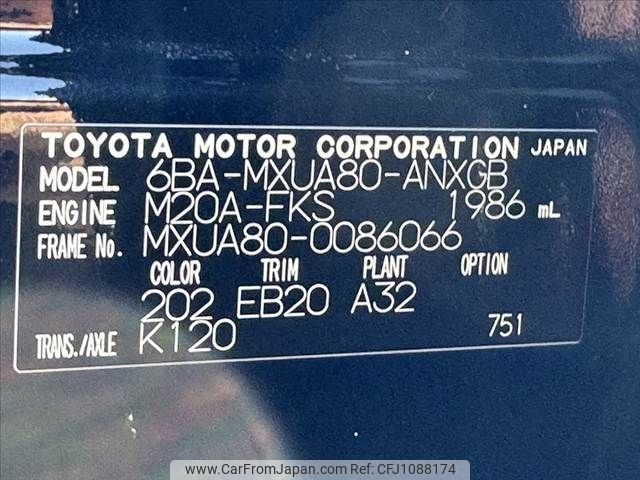 TOYOTA MOTOR CORPORATION JAPAN
MODEL 6BA-MXUA80-ANXGB
ENGINE M20A-FKS 1986 mL
FRAME No. MXUA80-0086066
COLOR TRIM PLANT OPTION
202 EB20 A32
TRANS./AXLE K120 751
www.CarFromJapan.com - CFJ1088174